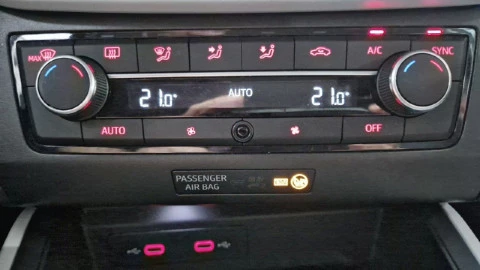 MAX
A/C
SYNC
21.0° AUTO 21.0°
AUTO
OFF
PASSENGER
AIR BAG